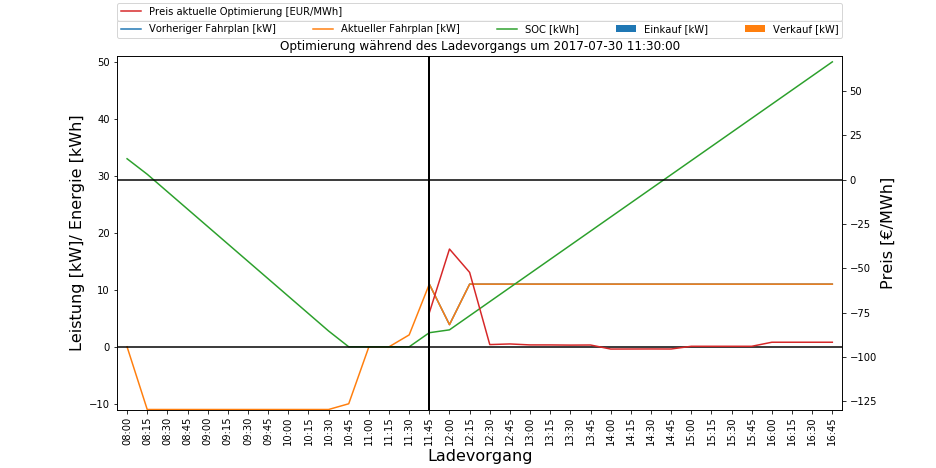 Preis aktuelle Optimierung [EUR/MWh]
Vorheriger Fahrplan [kW] Aktueller Fahrplan [kW] SOC [kWh] Einkauf [kW] Verkauf [kW]
Optimierung während des Ladevorgangs um 2017-07-30 11:30:00
Leistung [kW]/ Energie [kWh]
50
40
30
20
10
0
−10
50
25
0
−25
−50
−75
−100
−125
Preis [€/MWh]
08:00 08:15 08:30 08:45 09:00 09:15 09:30 09:45 10:00 10:15 10:30 10:45 11:00 11:15 11:30 11:45 12:00 12:15 12:30 12:45 13:00 13:15 13:30 13:45 14:00 14:15 14:30 14:45 15:00 15:15 15:30 15:45 16:00 16:15 16:30 16:45
Ladevorgang